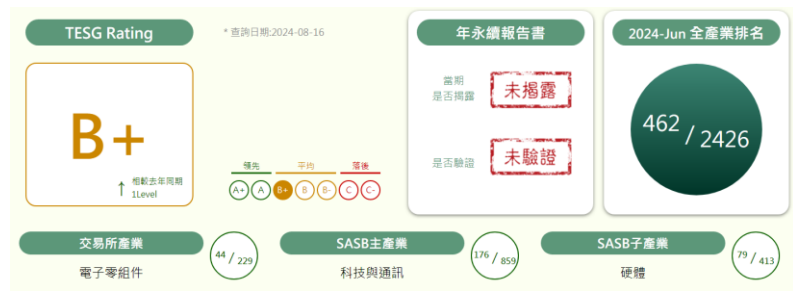 TESG Rating
* 查詢日期:2024-08-16
B+
↑ 相較去年同期
1Level
領先 平均 落後
A+ A B+ B B- C C-
年永續報告書
當期
是否揭露
未揭露
是否驗證
未驗證
2024-Jun 全產業排名
462 / 2426
交易所產業
44 / 229
電子零組件
SASB主產業
176 / 859
科技與通訊
SASB子產業
79 / 413
硬體